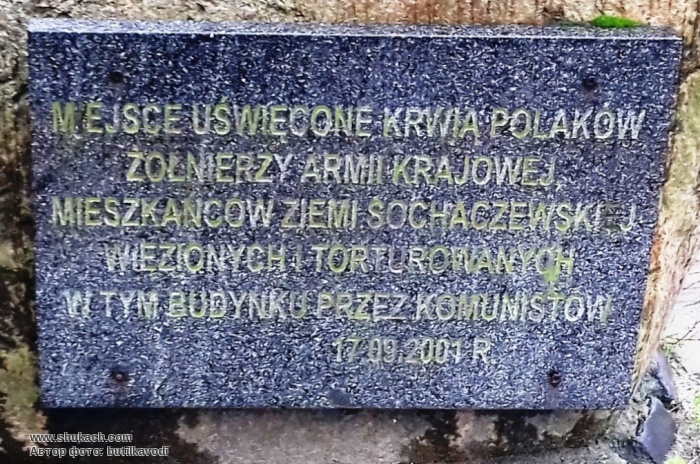 MIEJSCE UŚWIĘCONE KRWIĄ POLAKÓW
ŻOŁNIERZY ARMII KRAJOWEJ,
MIESZKAŃCÓW ZIEMI SOCHACZEWSKIEJ
WIĘZIONYCH I TORTUROWANYCH
W TYM BUDYNKU PRZEZ KOMUNISTÓW
17.09.2001 R
www.shukach.com
Автор фото: butilkavodi